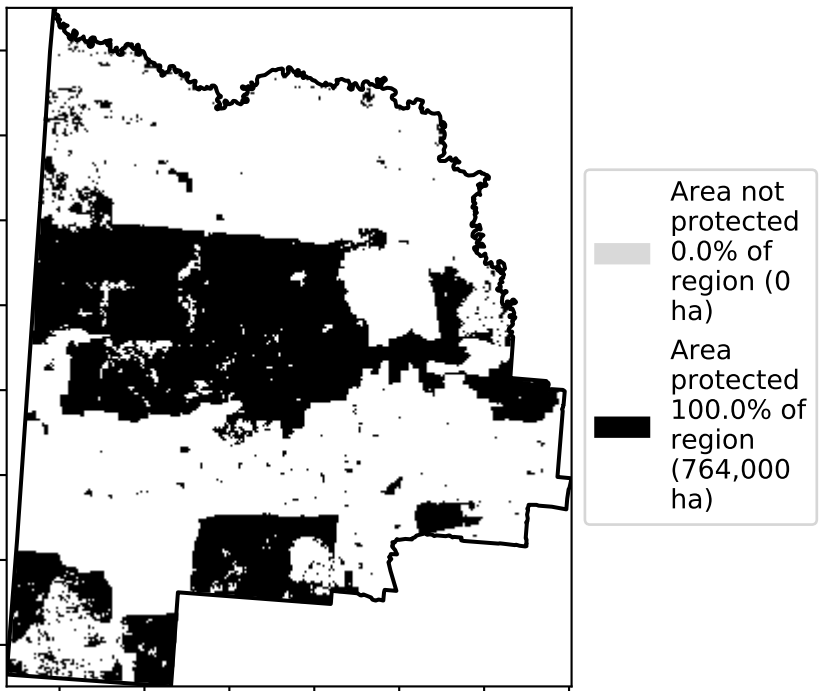 Area not
protected
0.0% of
region (0
ha)
Area
protected
100.0% of
region
(764,000
ha)